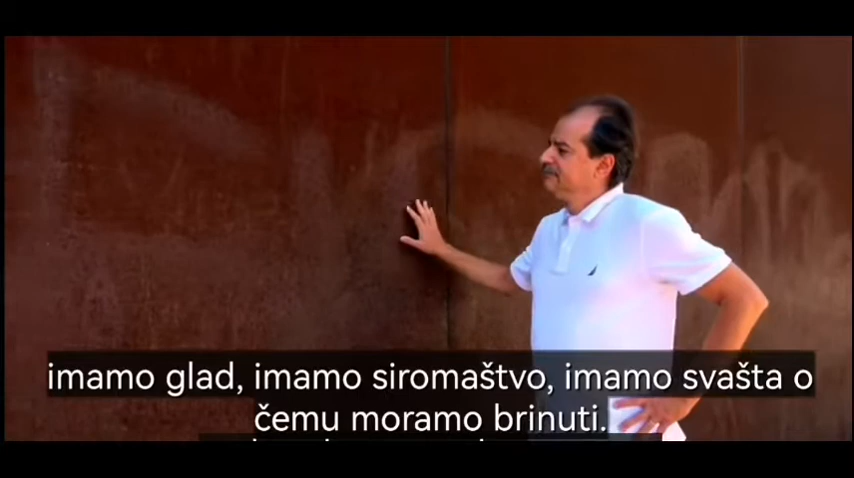 imamo glad, imamo siromaštvo, imamo svašta o
čemu moramo brinuti.